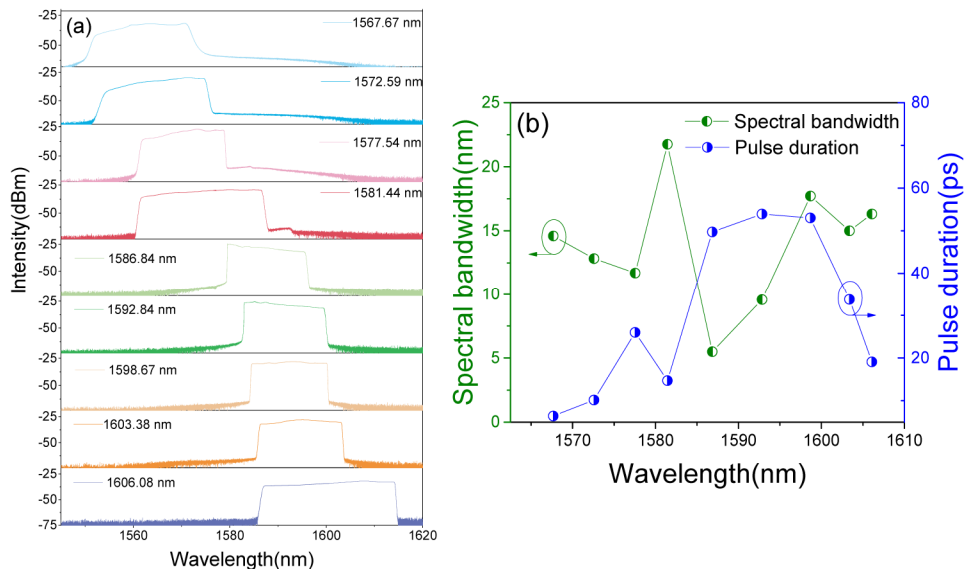 (a)
1567.67 nm
1572.59 nm
1577.54 nm
1581.44 nm
1586.84 nm
1592.84 nm
1598.67 nm
1603.38 nm
1606.08 nm
-25
-50
-25
-50
-25
-50
-25
-50
-25
-50
-25
-50
-25
-50
-25
-50
-25
-50
-75
Intensity(dBm)
1560 1580 1600 1620
Wavelength(nm)
(b)
Spectral bandwidth
Pulse duration
25
20
15
10
5
0
Spectral bandwidth(nm)
80
60
40
20
Pulse duration(ps)
1570 1580 1590 1600 1610
Wavelength(nm)